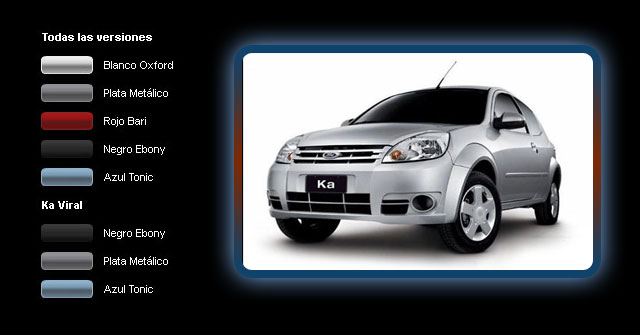 Todas las versiones
Blanco Oxford
Plata Metálico
Rojo Bari
Negro Ebony
Azul Tonic
Ka Viral
Negro Ebony
Plata Metálico
Azul Tonic
Ka